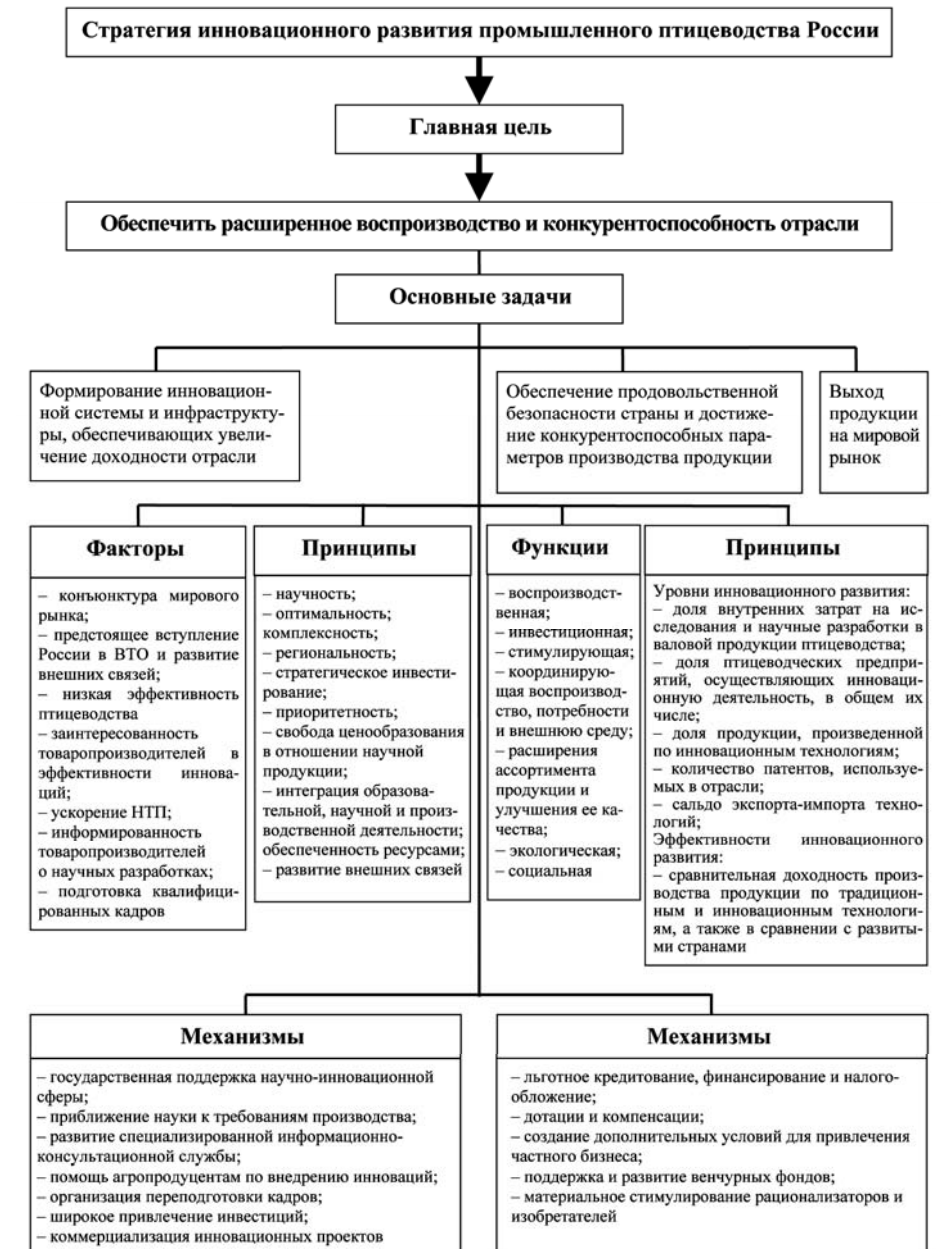 Стратегия инновационного развития промышленного птицеводства России
Главная цель
Обеспечить расширенное воспроизводство и конкурентоспособность отрасли
Основные задачи
Формирование инновацион-
ной системы и инфраструкту-
ры, обеспечивающих увели-
чение доходности отрасли
Обеспечение продовольственной
безопасности страны и достиже-
ние конкурентоспособных пара-
метров производства продукции
Выход
продукции
на мировой
рынок
Факторы
– конъюнктура мирового
рынка;
– предстоящее вступление
России в ВТО и развитие
внешних связей;
– низкая эффективность
птицеводства
– заинтересованность
товаропроизводителей в
эффективности иннова-
ций;
– ускорение НТП;
– информированность
товаропроизводителей
о научных разработках;
– подготовка квалифици-
рованных кадров
Принципы
– научность;
– оптимальность;
комплексность;
– региональность;
– стратегическое инвести-
рование;
– приоритетность;
– свобода ценообразования
в отношении научной
продукции;
– интеграция образова-
тельной, научной и произ-
водственной деятельности;
обеспеченность ресурсами;
– развитие внешних связей
Функции
– воспроизводст-
венная;
– инвестиционная;
– стимулирующая;
– координирую-
щая воспроизвод-
ство, потребности
и внешнюю среду;
– расширения
ассортимента
продукции и
улучшения ее ка-
чества;
– экологическая;
– социальная
Принципы
Уровни инновационного развития:
– доля внутренних затрат на ис-
следования и научные разработки в
валовой продукции птицеводства;
– доля птицеводческих предпри-
ятий, осуществляющих инноваци-
онную деятельность, в общем их
числе;
– доля продукции, произведенной
по инновационным технологиям;
– количество патентов, используе-
мых в отрасли;
– сальдо экспорта-импорта техно-
логий;
Эффективности инновационного
развития:
– сравнительная доходность произ-
водства продукции по традицион-
ным и инновационным технологи-
ям, а также в сравнении с развиты-
ми странами
Механизмы
– государственная поддержка научно-инновационной
сферы;
– приближение науки к требованиям производства;
– развитие специализированной информационно-
консультационной службы;
– помощь агропродуцентам по внедрению инноваций;
– организация переподготовки кадров;
– широкое привлечение инвестиций;
– коммерциализация инновационных проектов
Механизмы
– льготное кредитование, финансирование и налого-
обложение;
– дотации и компенсации;
– создание дополнительных условий для привлечения
частного бизнеса;
– поддержка и развитие венчурных фондов;
– материальное стимулирование рационализаторов и
изобретателей